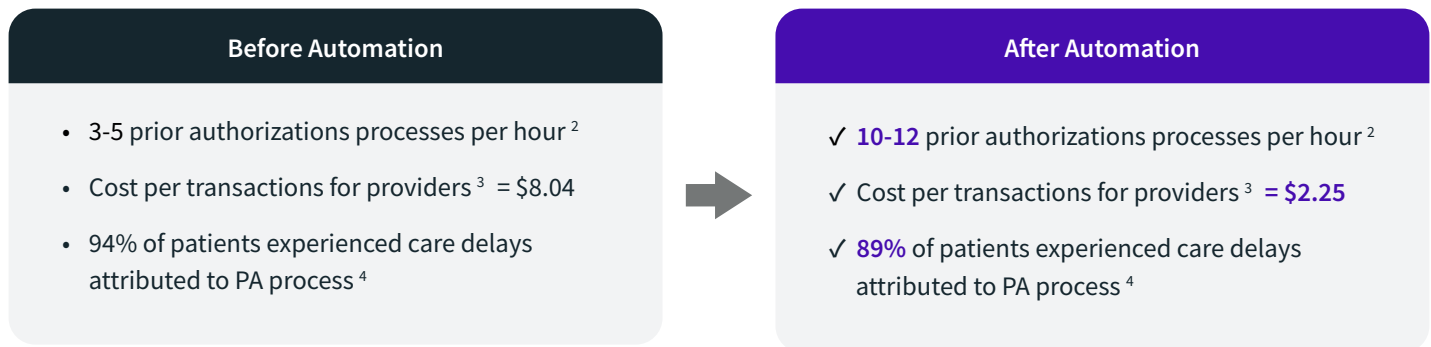 Before Automation
• 3-5 prior authorizations processes per hour 2
• Cost per transactions for providers 3 = $8.04
• 94% of patients experienced care delays
attributed to PA process 4
After Automation
✓ 10-12 prior authorizations processes per hour 2
✓ Cost per transactions for providers 3 = $2.25
✓ 89% of patients experienced care delays
attributed to PA process 4